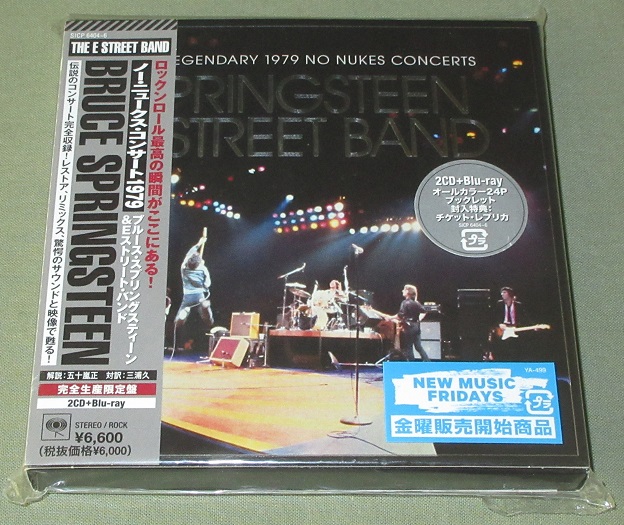 SICP 6404~6
THE E STREET BAND
BRUCE SPRINGSTEEN
ロックンロール最高の瞬間がここにある!
ノー・ニュークス・コンサート1979
ブルース・スプリングスティーン
&Eストリート・バンド
伝説のコンサート完全収録!レストア、リミックス、驚愕のサウンドと映像で甦る!
解説:五十嵐正 対訳:三浦久
完全生産限定盤
2CD+Blu-ray
STEREO / ROCK
¥6,600
(税抜価格¥6,000)
EGENDARY 1979 NO NUKES CONCERTS
PRINGSTEEN
STREET BAND
2CD+Blu-ray
オールカラー24P
ブックレット
封入特典:
チケット・レプリカ
SICP 6404~6
YA-499
NEW MUSIC
FRIDAYS
金曜販売開始商品